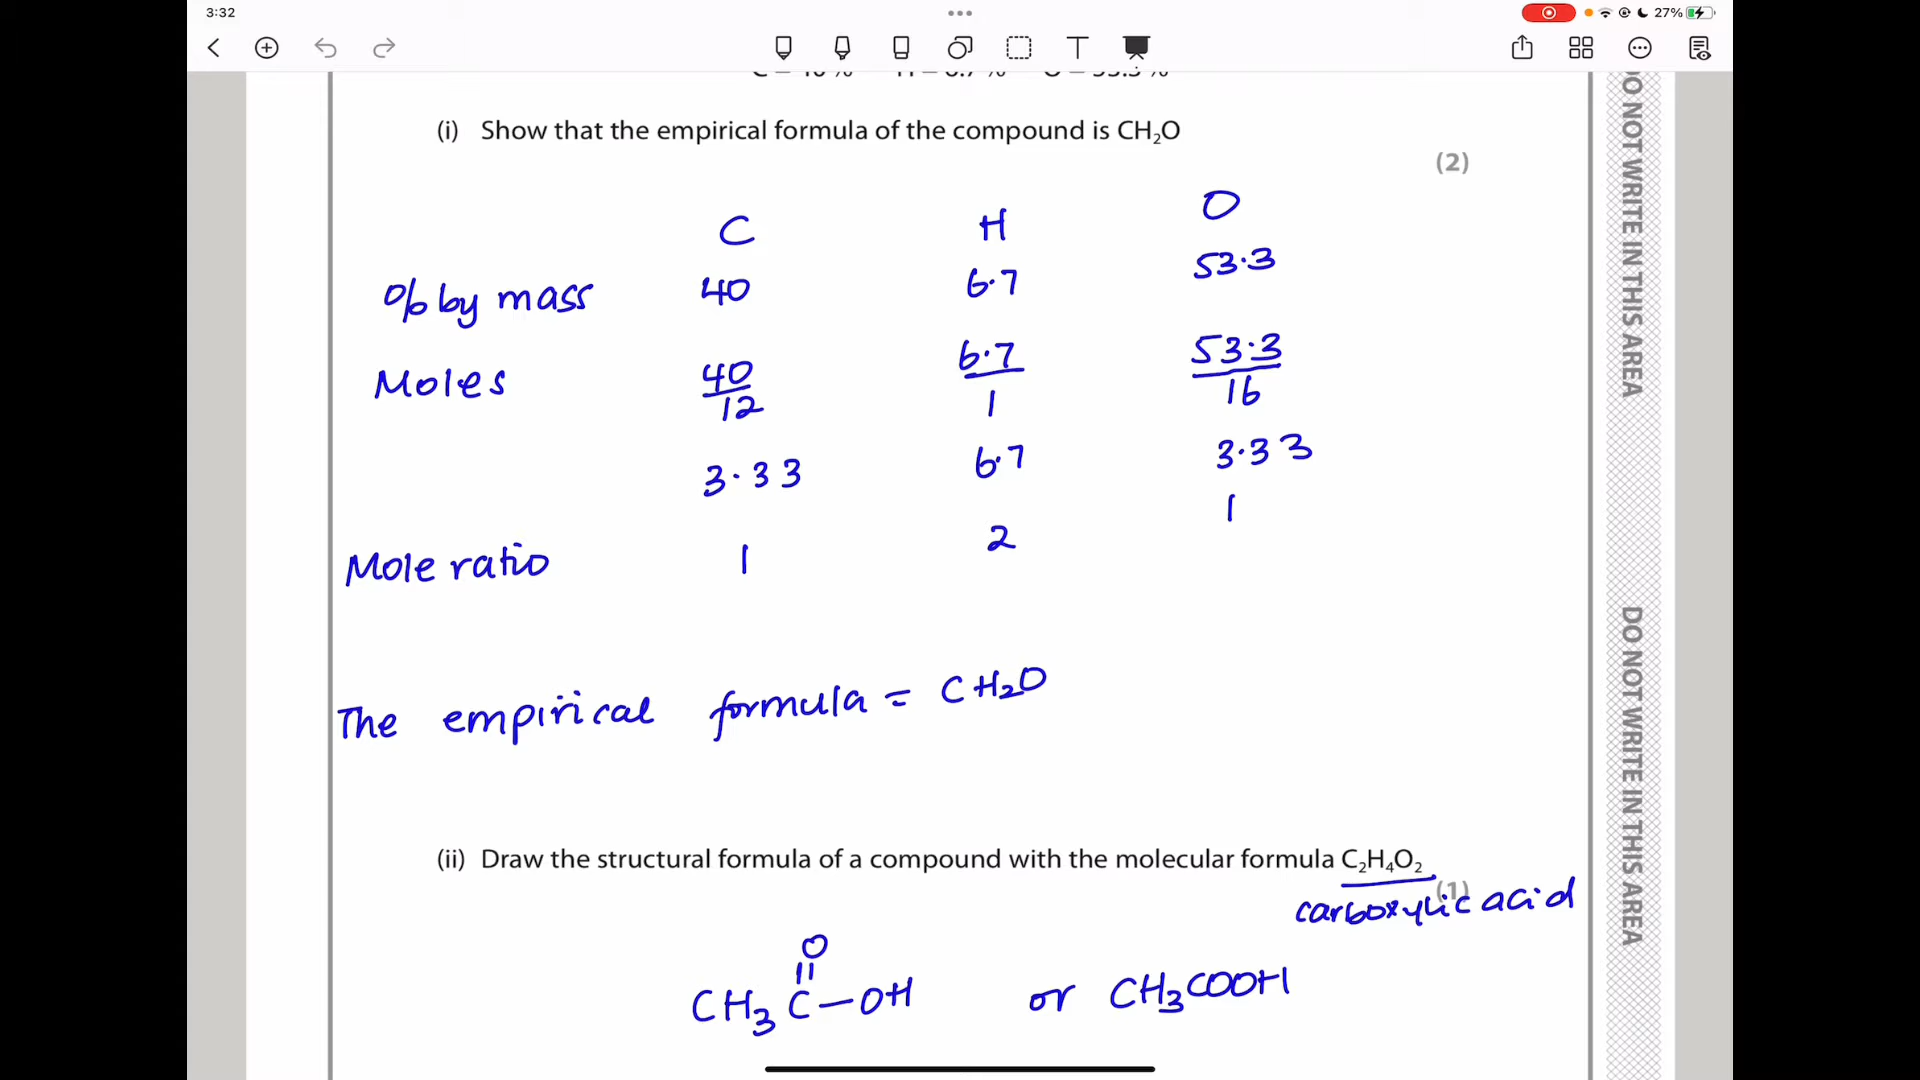 3:32
27%
(i) Show that the empirical formula of the compound is CH₂O
(2)
C H O
% by mass 40 6.7 53.3
Moles 40/12 6.7/1 53.3/16
3.33 6.7 3.33
Mole ratio 1 2 1
The empirical formula = CH₂O
(ii) Draw the structural formula of a compound with the molecular formula C₂H₄O₂
(1)
carboxylic acid
O
||
CH₃ C—OH or CH₃COOH
DO NOT WRITE IN THIS AREA
DO NOT WRITE IN THIS AREA